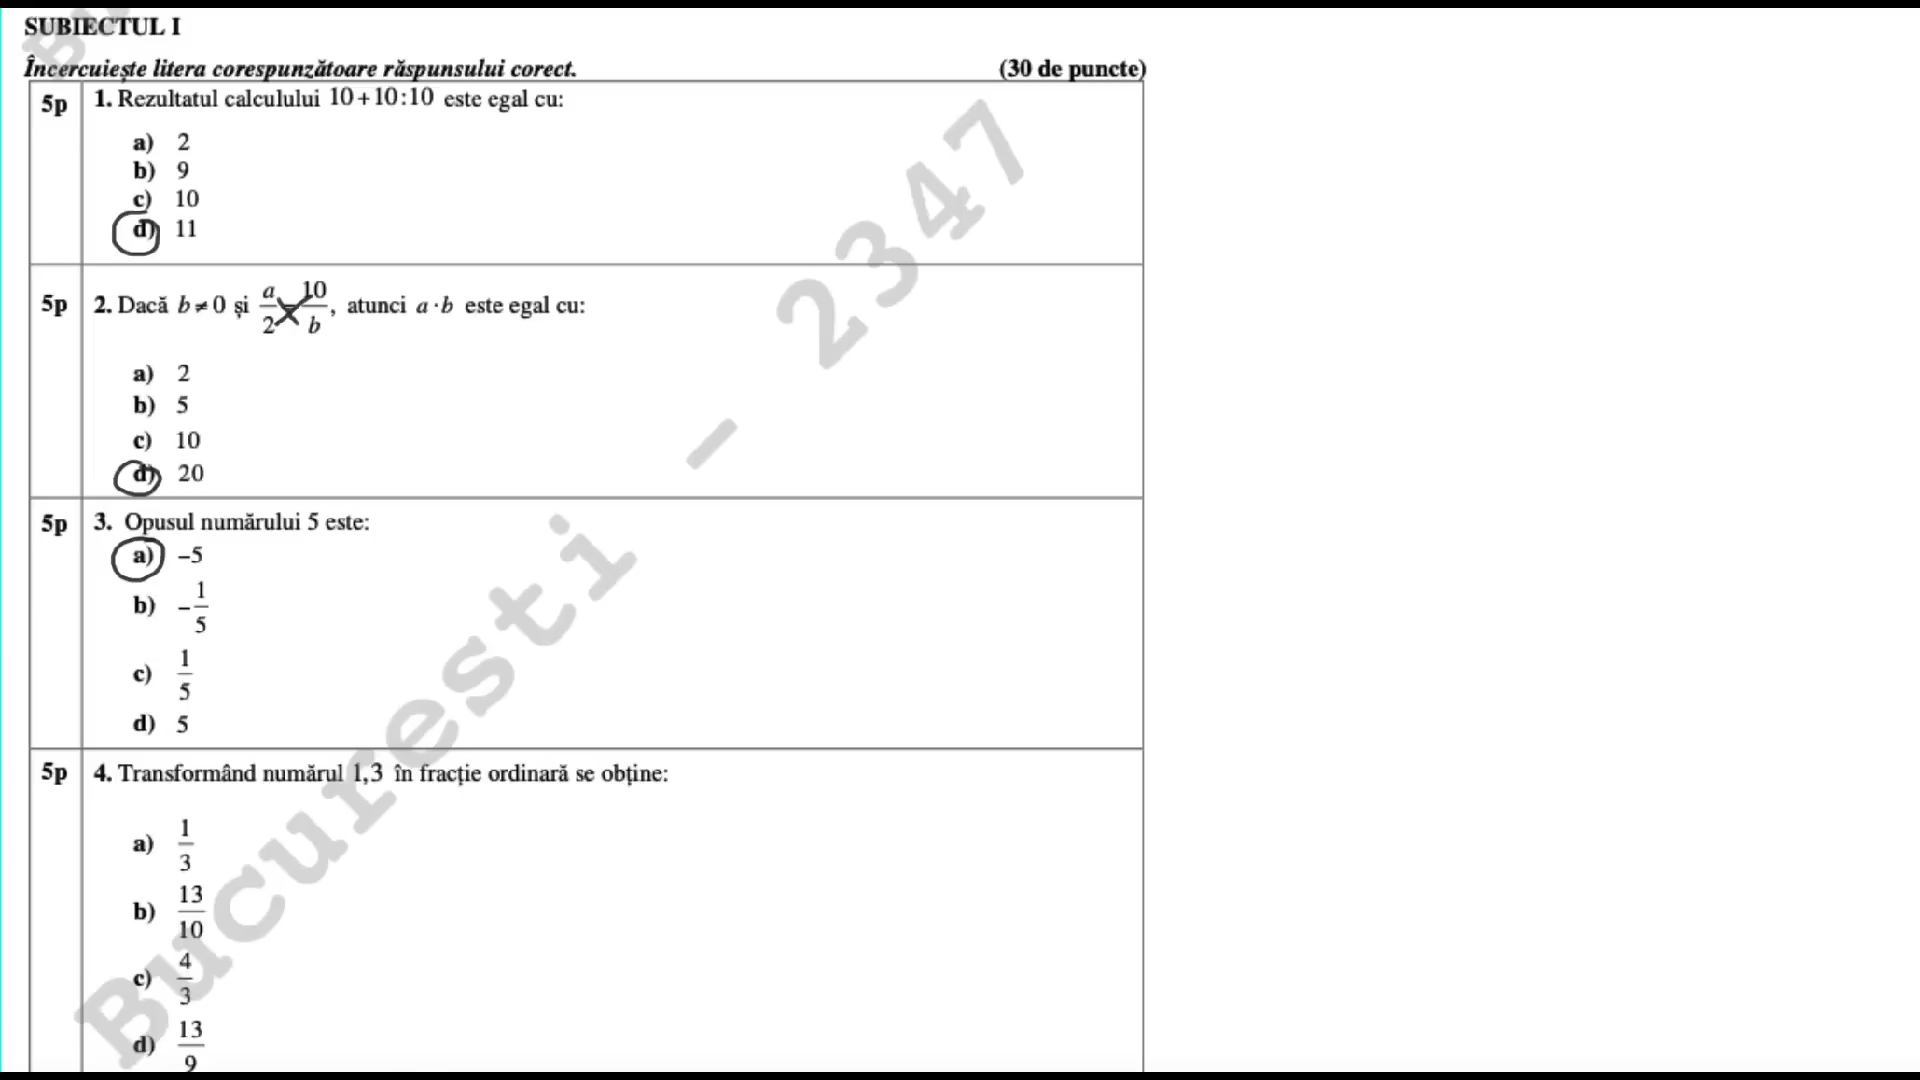 SUBIECTUL I
Încercuiește litera corespunzătoare răspunsului corect. (30 de puncte)
5p 1. Rezultatul calculului 10+10:10 este egal cu:
a) 2
b) 9
c) 10
d) 11
5p 2. Dacă b ≠ 0 și a/2 = 10/b, atunci a·b este egal cu:
a) 2
b) 5
c) 10
d) 20
5p 3. Opusul numărului 5 este:
a) –5
b) –1/5
c) 1/5
d) 5
5p 4. Transformând numărul 1,3 în fracție ordinară se obține:
a) 1/3
b) 13/10
c) 4/3
d) 13/9
Bucuresti - 2347